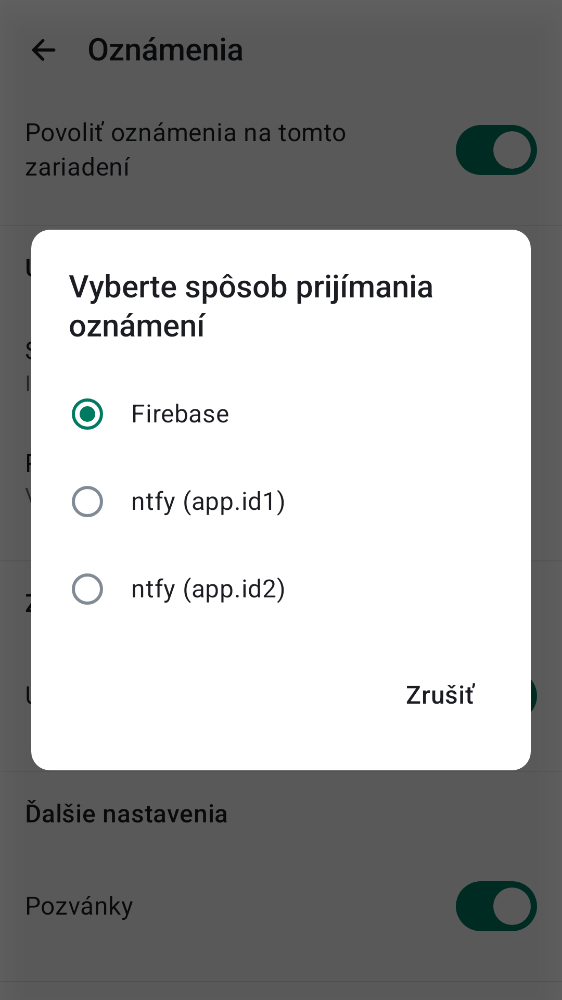 Oznámenia
Povoliť oznámenia na tomto
zariadení
Vyberte spôsob prijímania
oznámení
Firebase
ntfy (app.id1)
ntfy (app.id2)
Zrušiť
Ďalšie nastavenia
Pozvánky